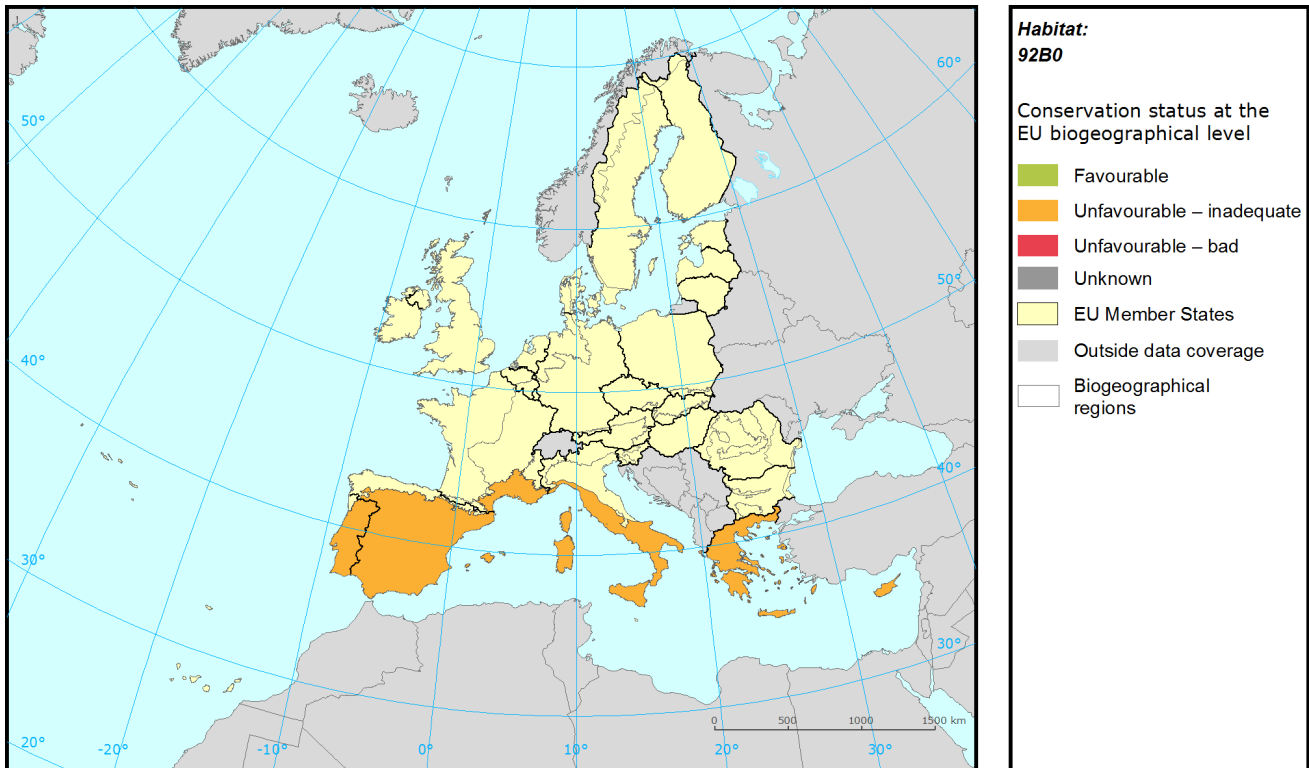 Habitat:
92B0
Conservation status at the
EU biogeographical level
Favourable
Unfavourable – inadequate
Unfavourable – bad
Unknown
EU Member States
Outside data coverage
Biogeographical
regions
60°
50°
50°
40°
40°
30°
30°
20°
-20°
-10°
0°
10°
20°
30°
0 500 1000 1500 km